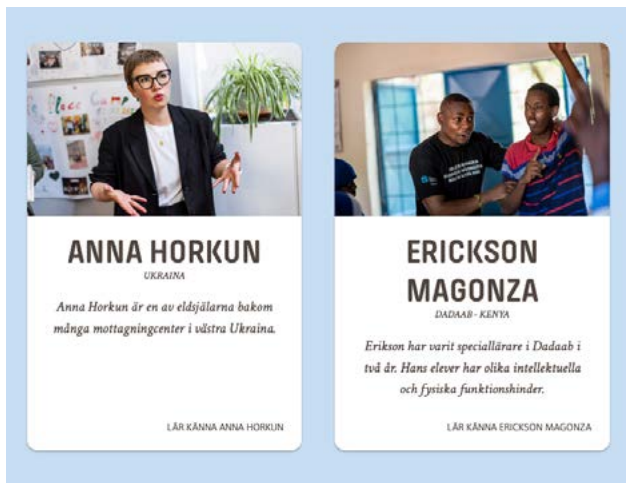 ANNA HORKUN
UKRAINA
Anna Horkun är en av eldsjälarna bakom
många mottagningcenter i västra Ukraina.
LÄR KÄNNA ANNA HORKUN
ERICKSON
MAGONZA
DADAAB - KENYA
Erikson har varit speciallärare i Dadaab i
två år. Hans elever har olika intellektuella
och fysiska funktionshinder.
LÄR KÄNNA ERICKSON MAGONZA